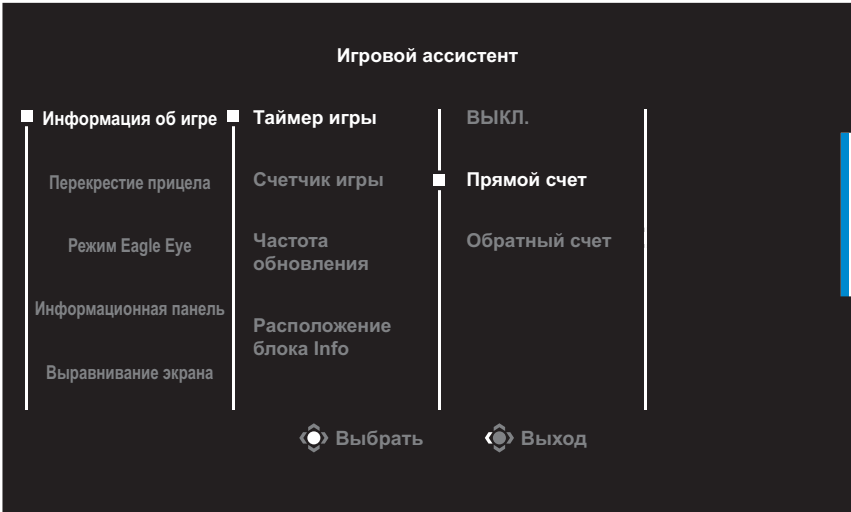 Игровой ассистент
Информация об игре
Таймер игры
ВЫКЛ.
Перекрестие прицела
Счетчик игры
Прямой счет
Режим Eagle Eye
Частота
обновления
Обратный счет
Информационная панель
Расположение
блока Info
Выравнивание экрана
Выбрать
Выход